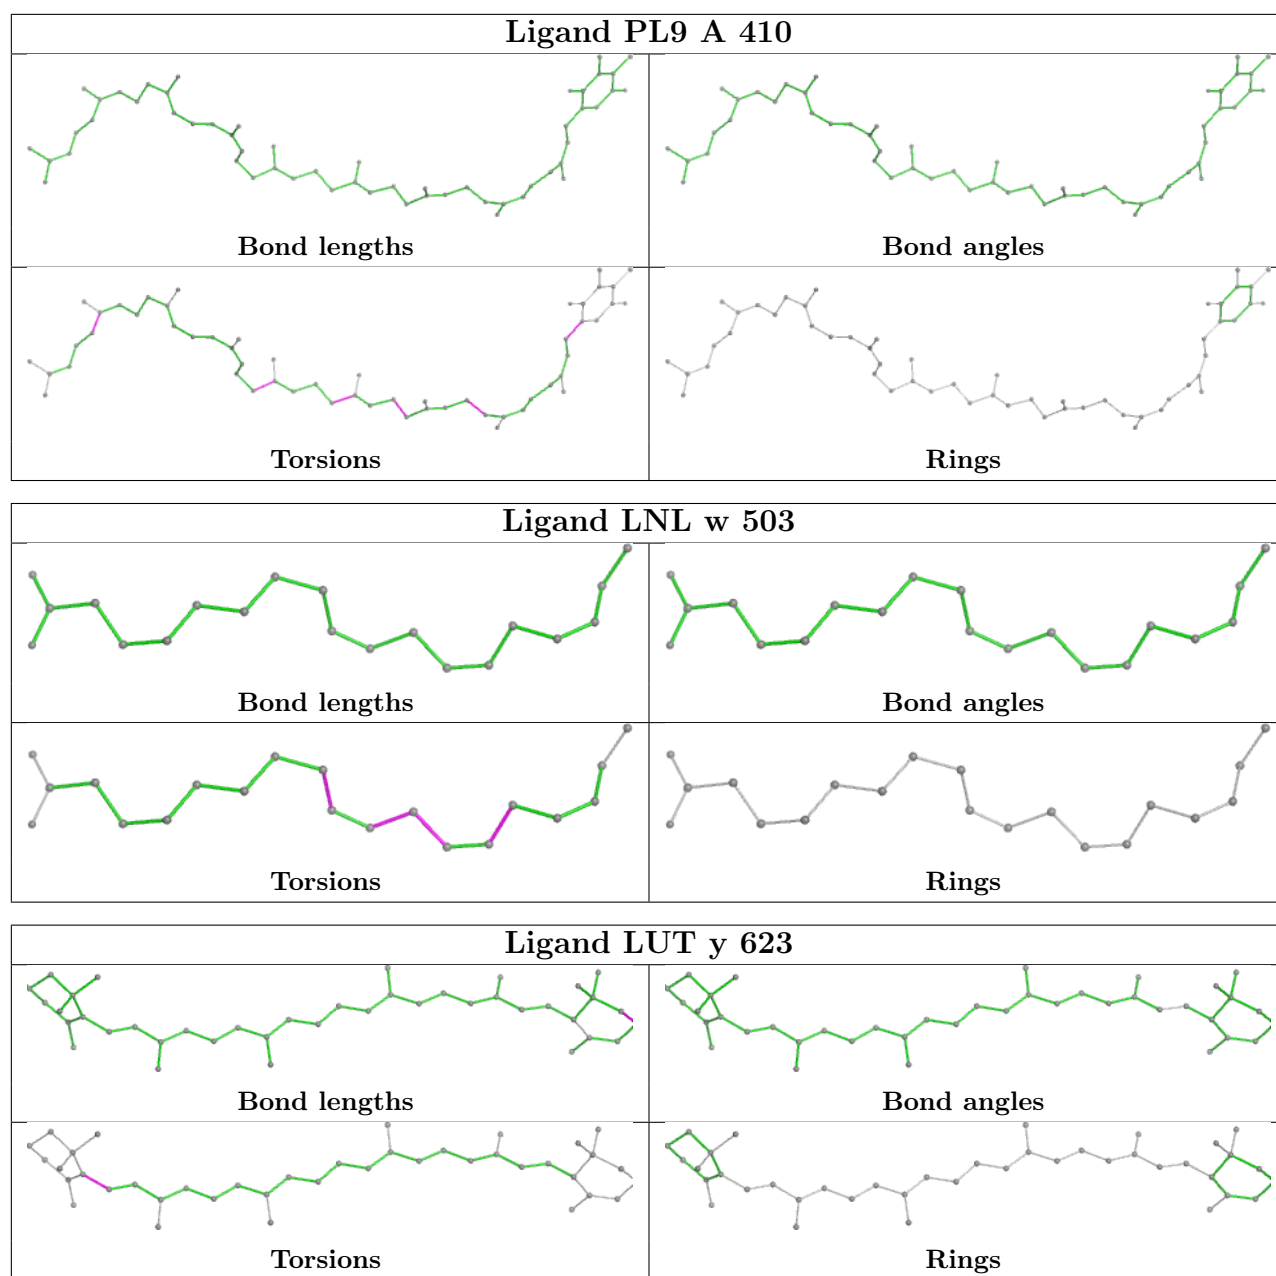 Ligand PL9 A 410
Bond lengths
Bond angles
Torsions
Rings
Ligand LNL w 503
Bond lengths
Bond angles
Torsions
Rings
Ligand LUT y 623
Bond lengths
Bond angles
Torsions
Rings